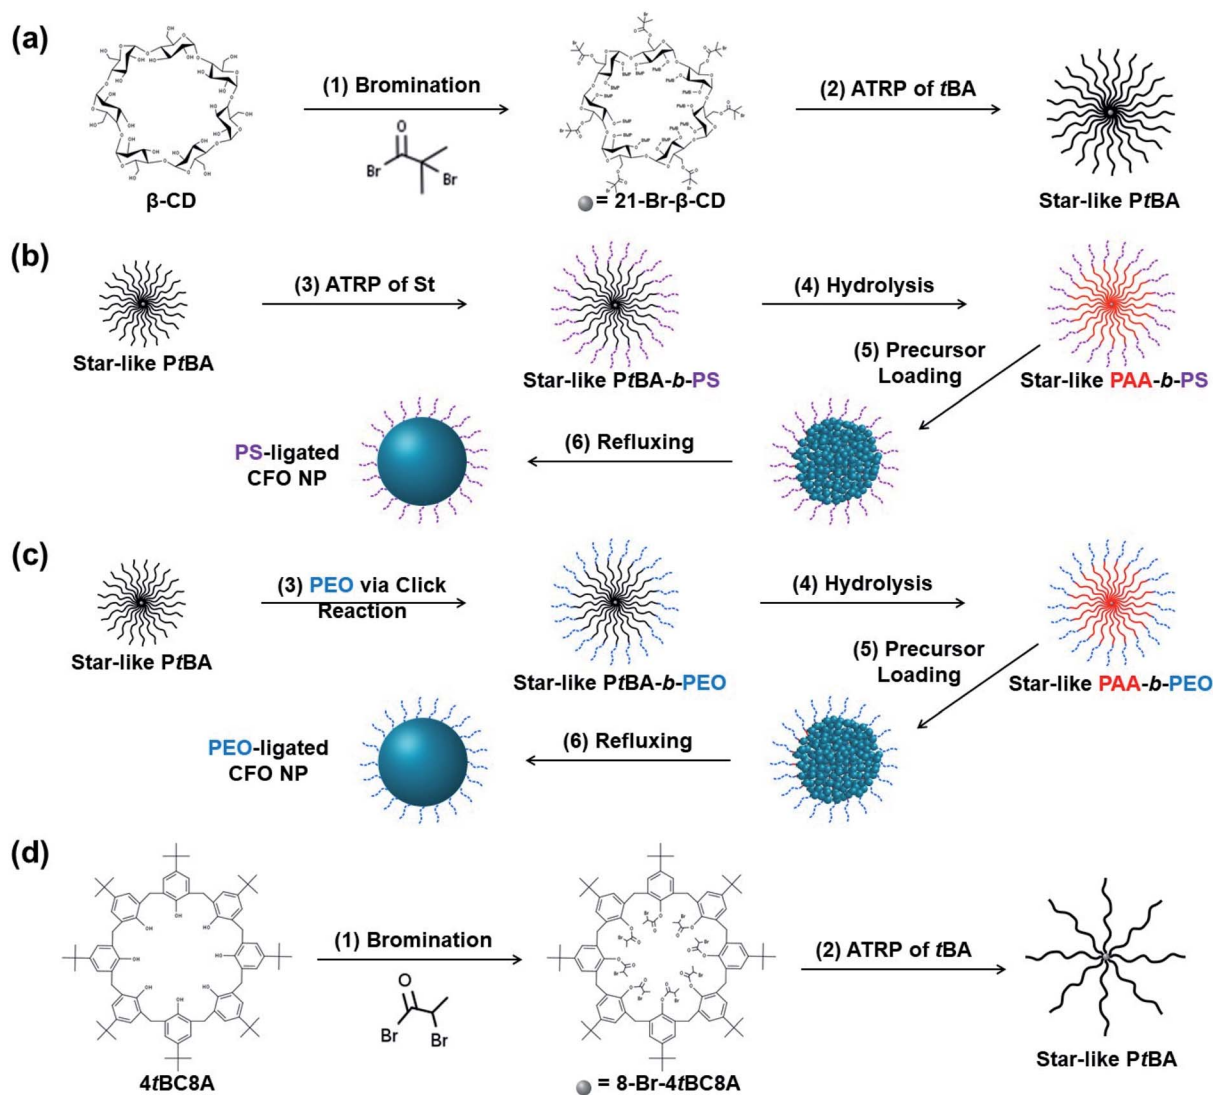 (a)
(1) Bromination
(2) ATRP of tBA
O
Br
Br
β-CD
= 21-Br-β-CD
Star-like PtBA
(b)
(3) ATRP of St
(4) Hydrolysis
Star-like PtBA
Star-like PtBA-b-PS
(5) Precursor
Loading
Star-like PAA-b-PS
PS-ligated
CFO NP
(6) Refluxing
(c)
(3) PEO via Click
Reaction
(4) Hydrolysis
Star-like PtBA
Star-like PtBA-b-PEO
(5) Precursor
Loading
Star-like PAA-b-PEO
PEO-ligated
CFO NP
(6) Refluxing
(d)
(1) Bromination
(2) ATRP of tBA
O
Br
Br
4tBC8A
= 8-Br-4tBC8A
Star-like PtBA